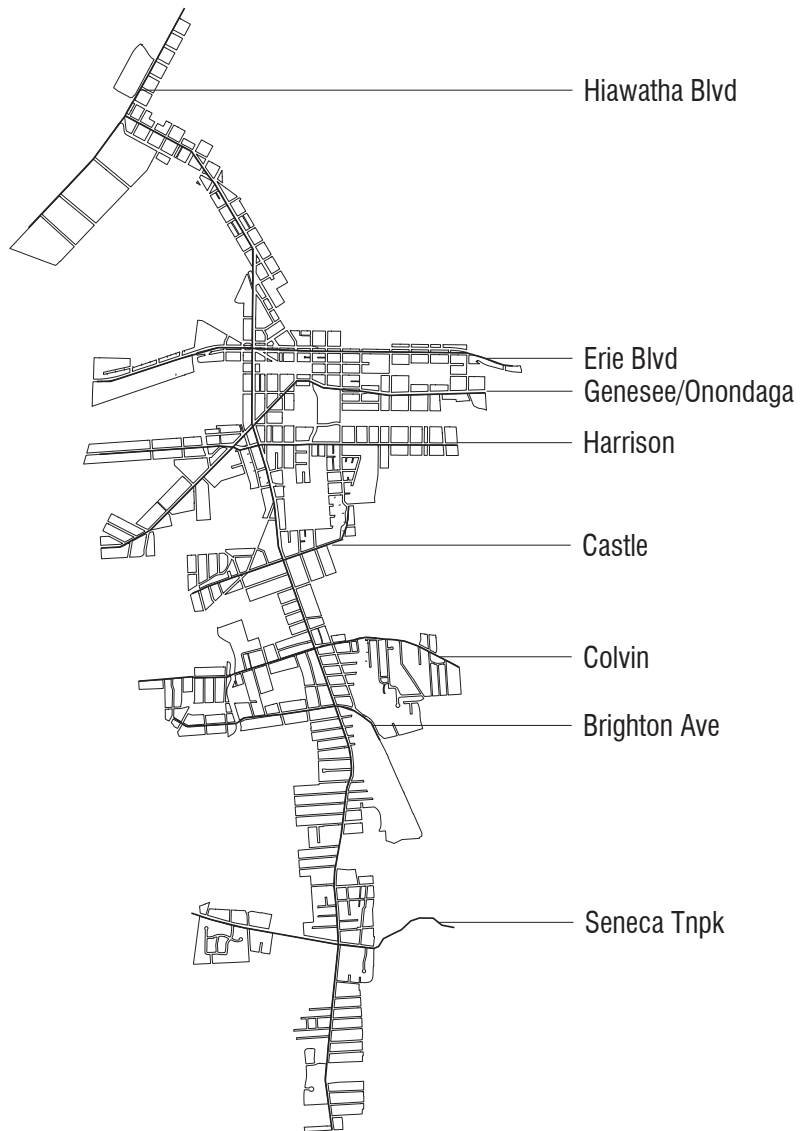 Hiawatha Blvd
Erie Blvd
Genesee/Onondaga
Harrison
Castle
Colvin
Brighton Ave
Seneca Tnpk